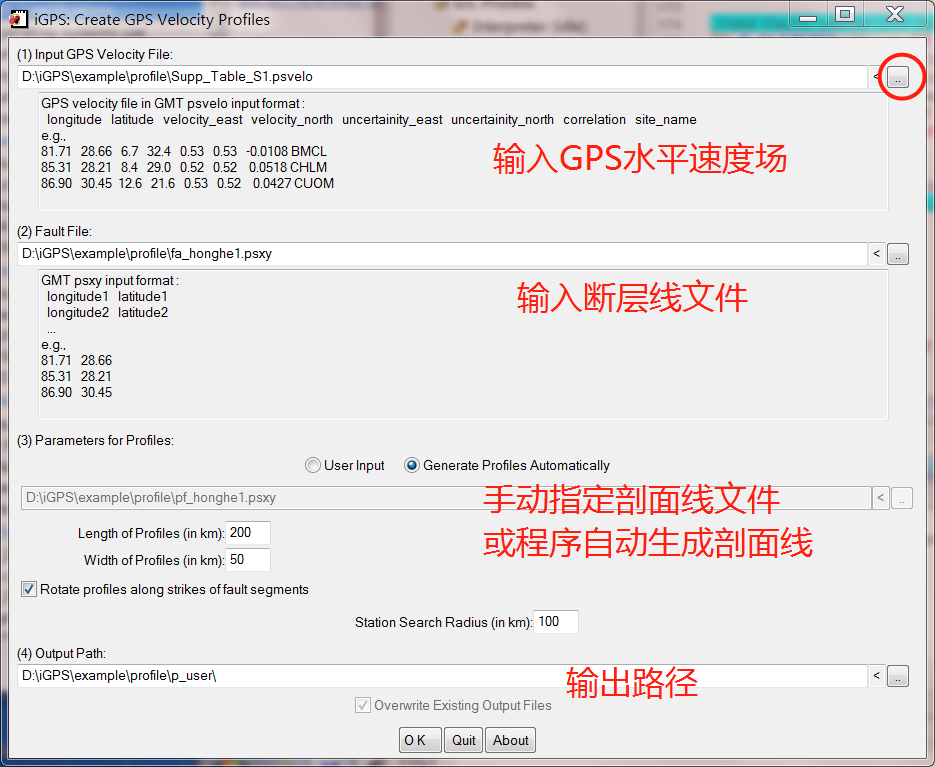 iGPS: Create GPS Velocity Profiles
(1) Input GPS Velocity File:
D:\iGPS\example\profile\Supp_Table_S1.psvelo
<
..
GPS velocity file in GMT psvelo input format :
longitude latitude velocity_east velocity_north uncertainity_east uncertainity_north correlation site_name
e.g.,
81.71 28.66 6.7 32.4 0.53 0.53 -0.0108 BMCL
85.31 28.21 8.4 29.0 0.52 0.52 0.0518 CHLM
86.90 30.45 12.6 21.6 0.53 0.52 0.0427 CUOM
输入GPS水平速度场
(2) Fault File:
D:\iGPS\example\profile\fa_honghe1.psxy
<
..
GMT psxy input format :
longitude1 latitude1
longitude2 latitude2
...
e.g.,
81.71 28.66
85.31 28.21
86.90 30.45
输入断层线文件
(3) Parameters for Profiles:
User Input
Generate Profiles Automatically
D:\iGPS\example\profile\pf_honghe1.psxy
<
..
手动指定剖面线文件
或程序自动生成剖面线
Length of Profiles (in km): 200
Width of Profiles (in km): 50
Rotate profiles along strikes of fault segments
Station Search Radius (in km): 100
(4) Output Path:
D:\iGPS\example\profile\p_user\
<
..
输出路径
Overwrite Existing Output Files
O K
Quit
About